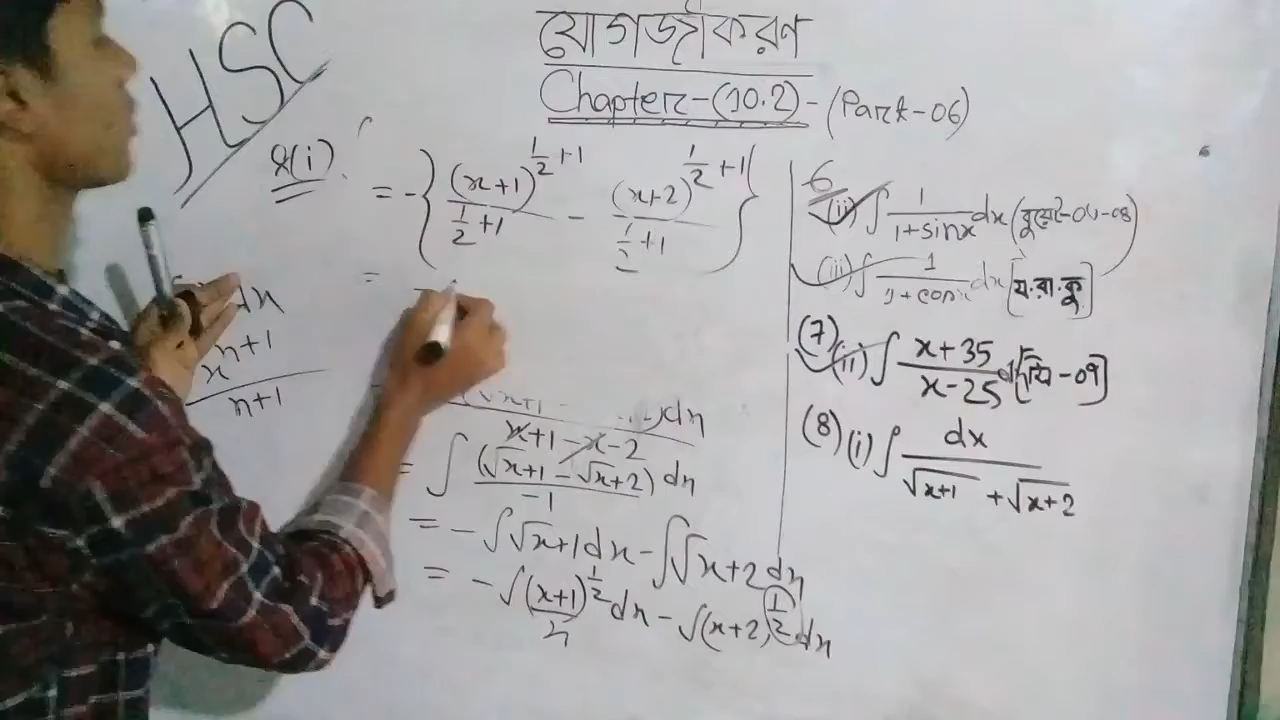 HSC
যোগজীকরণ
Chapter-(10.2)-(Part-06)
8(i)
= -{ (x+1)^{1/2+1} / (1/2+1) - (x+2)^{1/2+1} / (1/2+1) }
=
dx
x^{n+1} / n+1
x+1-x-2
= ∫ (√x+1 - √x+2) dx / -1
= - ∫√x+1 dx - ∫√x+2 dx
= - ∫(x+1)^{1/2} dx - ∫(x+2)^{1/2} dx
6
(ii) ∫ 1 / 1+sinx dx
(iii) ∫ 1 / 1+cosx dx [য.রা.কু]
(7)
(ii) ∫ x+35 / x-25
(8)(i) ∫ dx / √x+1 + √x+2